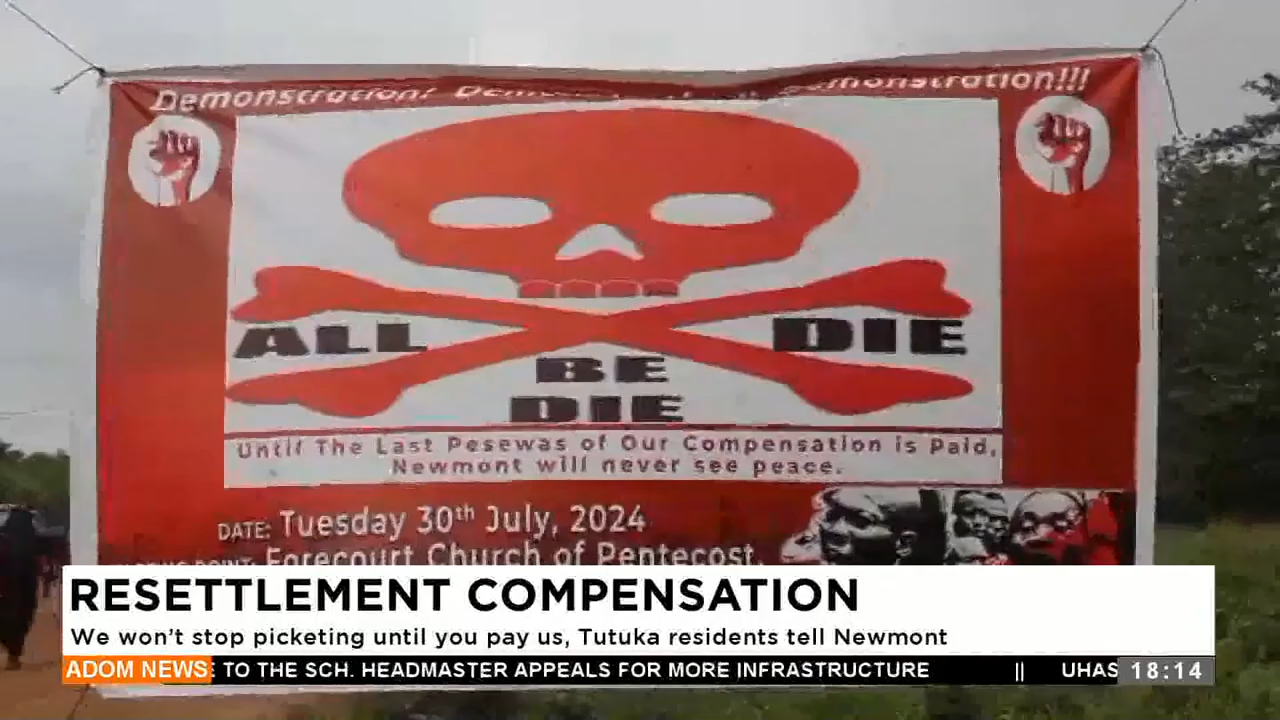 Demonstration! Demonstration!!!
ALL
DIE
BE
DIE
Until The Last Pesewas of Our Compensation is Paid,
Newmont will never see peace.
DATE: Tuesday 30th July, 2024
POINT: Forecourt Church of Pentecost,
RESETTLEMENT COMPENSATION
We won't stop picketing until you pay us, Tutuka residents tell Newmont
ADOM NEWS
E TO THE SCH. HEADMASTER APPEALS FOR MORE INFRASTRUCTURE || UHAS
18:14